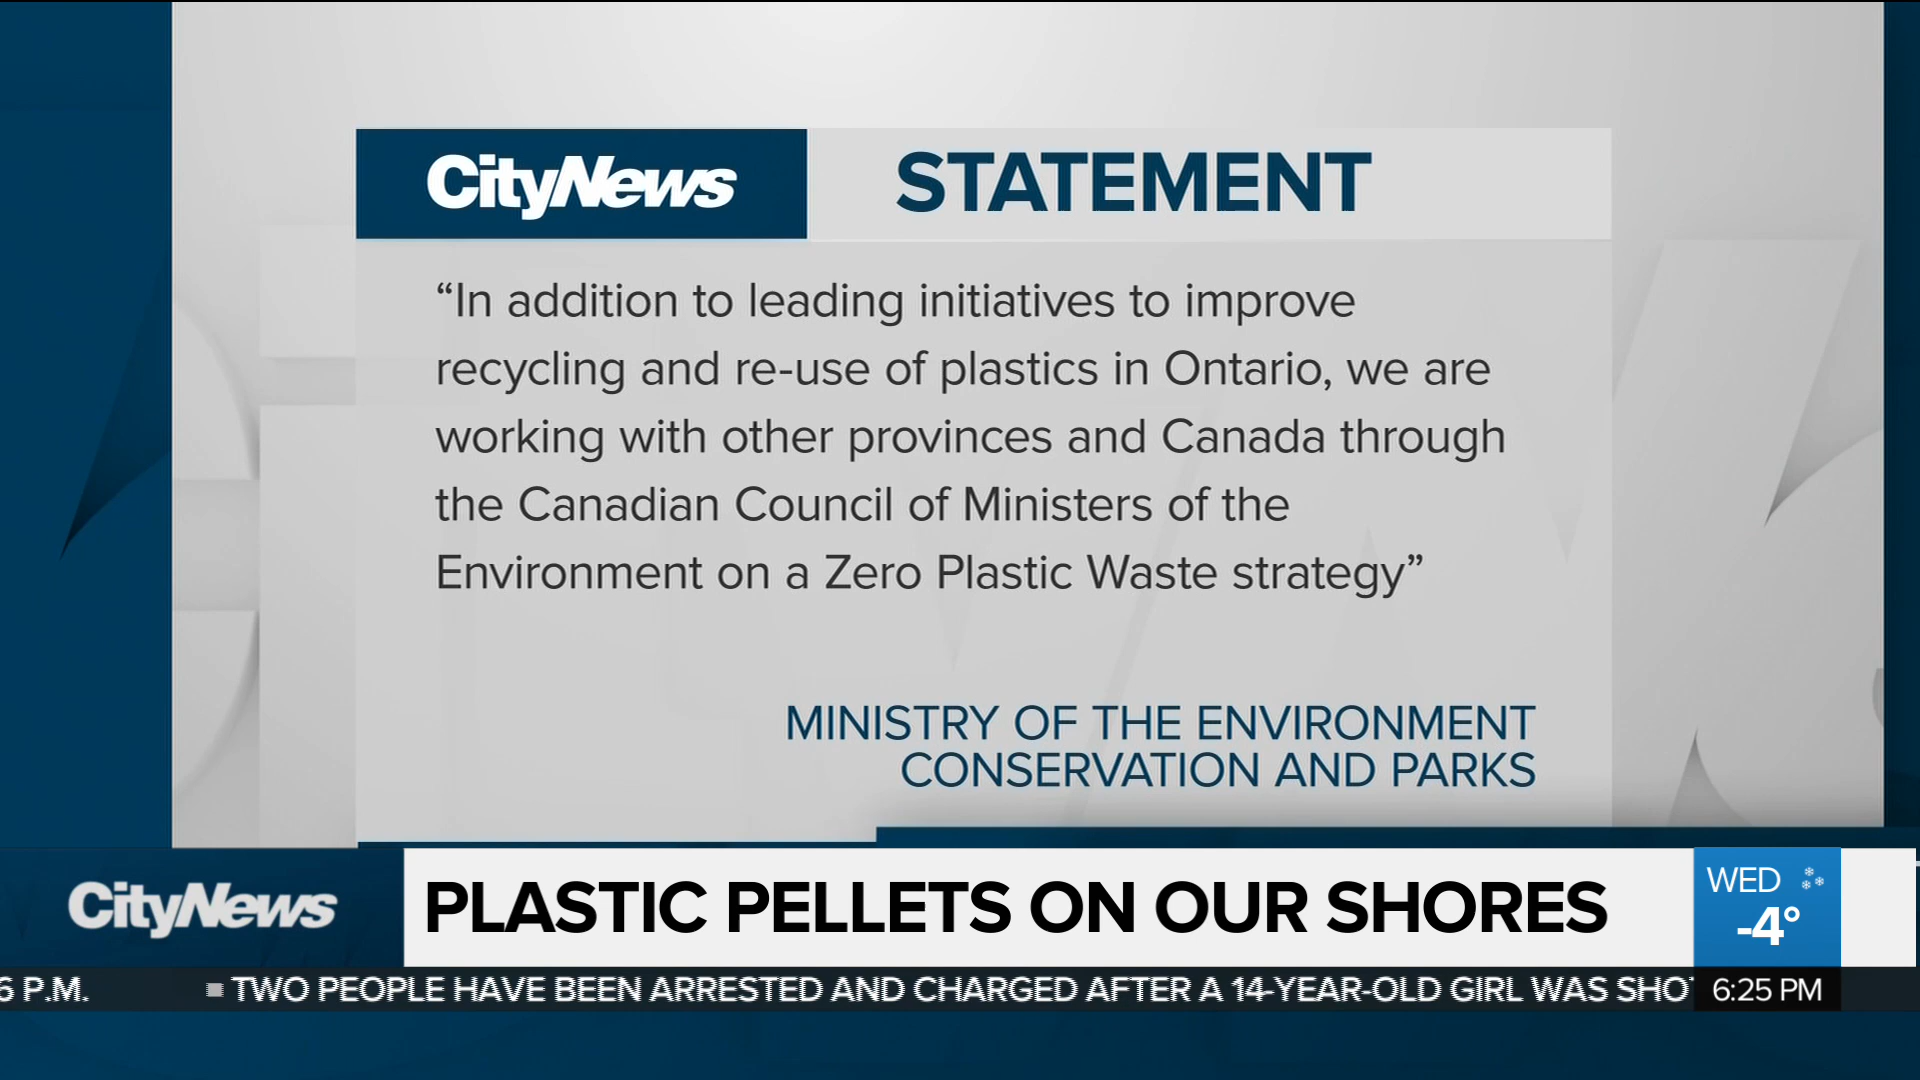 CityNews STATEMENT
“In addition to leading initiatives to improve
recycling and re-use of plastics in Ontario, we are
working with other provinces and Canada through
the Canadian Council of Ministers of the
Environment on a Zero Plastic Waste strategy”
MINISTRY OF THE ENVIRONMENT
CONSERVATION AND PARKS
CityNews PLASTIC PELLETS ON OUR SHORES WED
-4°
6 P.M. ■ TWO PEOPLE HAVE BEEN ARRESTED AND CHARGED AFTER A 14-YEAR-OLD GIRL WAS SHOT 6:25 PM